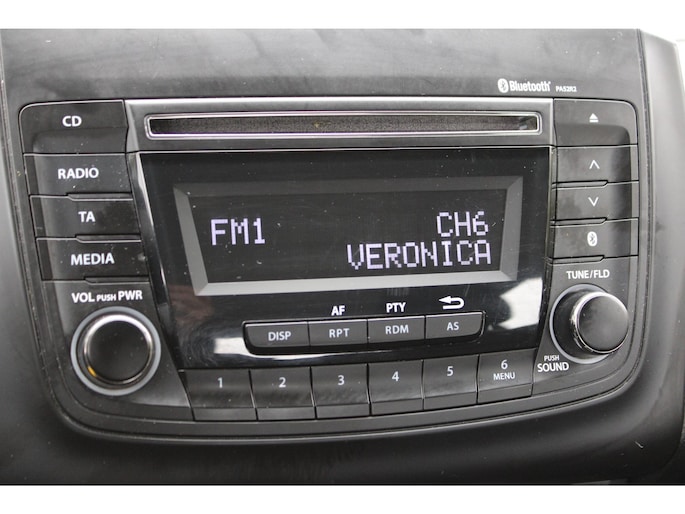 Bluetooth PA52R2
CD
RADIO
TA
MEDIA
VOL PUSH PWR
FM1 CH6
VERONICA
AF PTY
DISP RPT RDM AS
1 2 3 4 5 6
MENU
TUNE/FLD
PUSH
SOUND